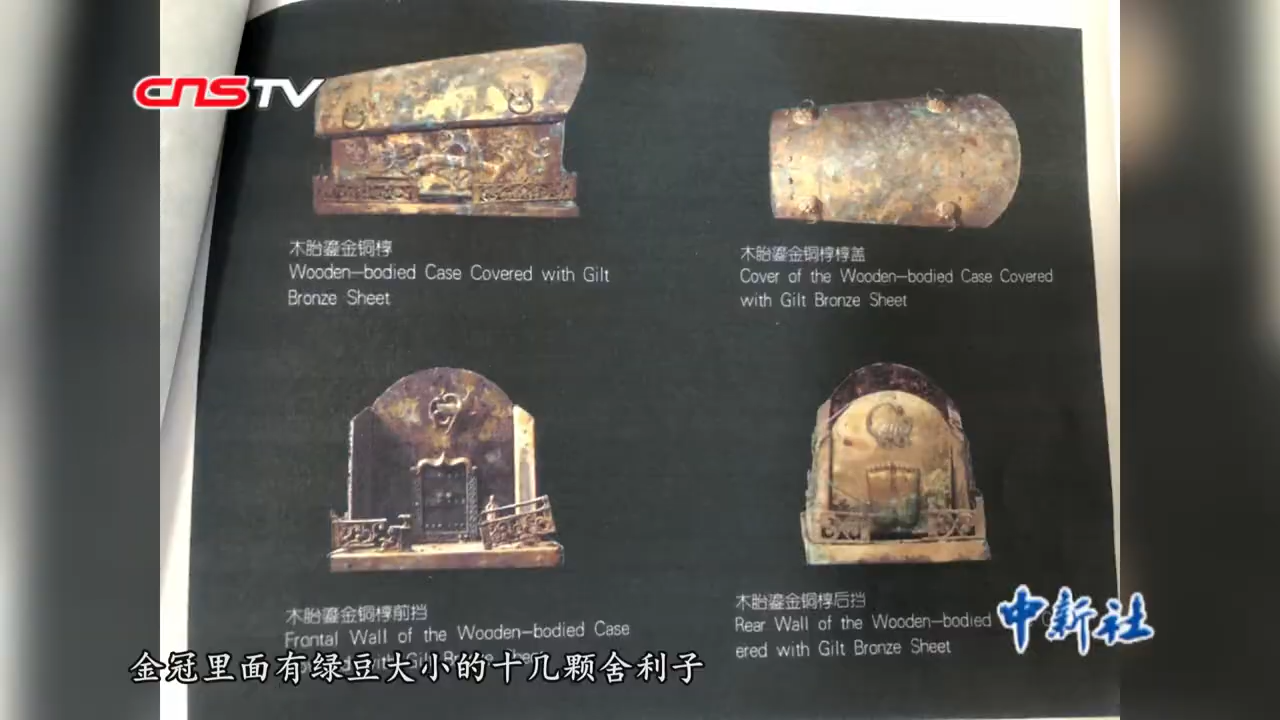 CNSTV
木胎鎏金铜椁
Wooden-bodied Case Covered with Gilt
Bronze Sheet
木胎鎏金铜椁椁盖
Cover of the Wooden-bodied Case Covered
with Gilt Bronze Sheet
木胎鎏金铜椁前挡
Frontal Wall of the Wooden-bodied Case
with Gilt Bronze
木胎鎏金铜椁后挡
Rear Wall of the Wooden-bodied
ered with Gilt Bronze Sheet
中新社
金冠里面有绿豆大小的十几颗舍利子